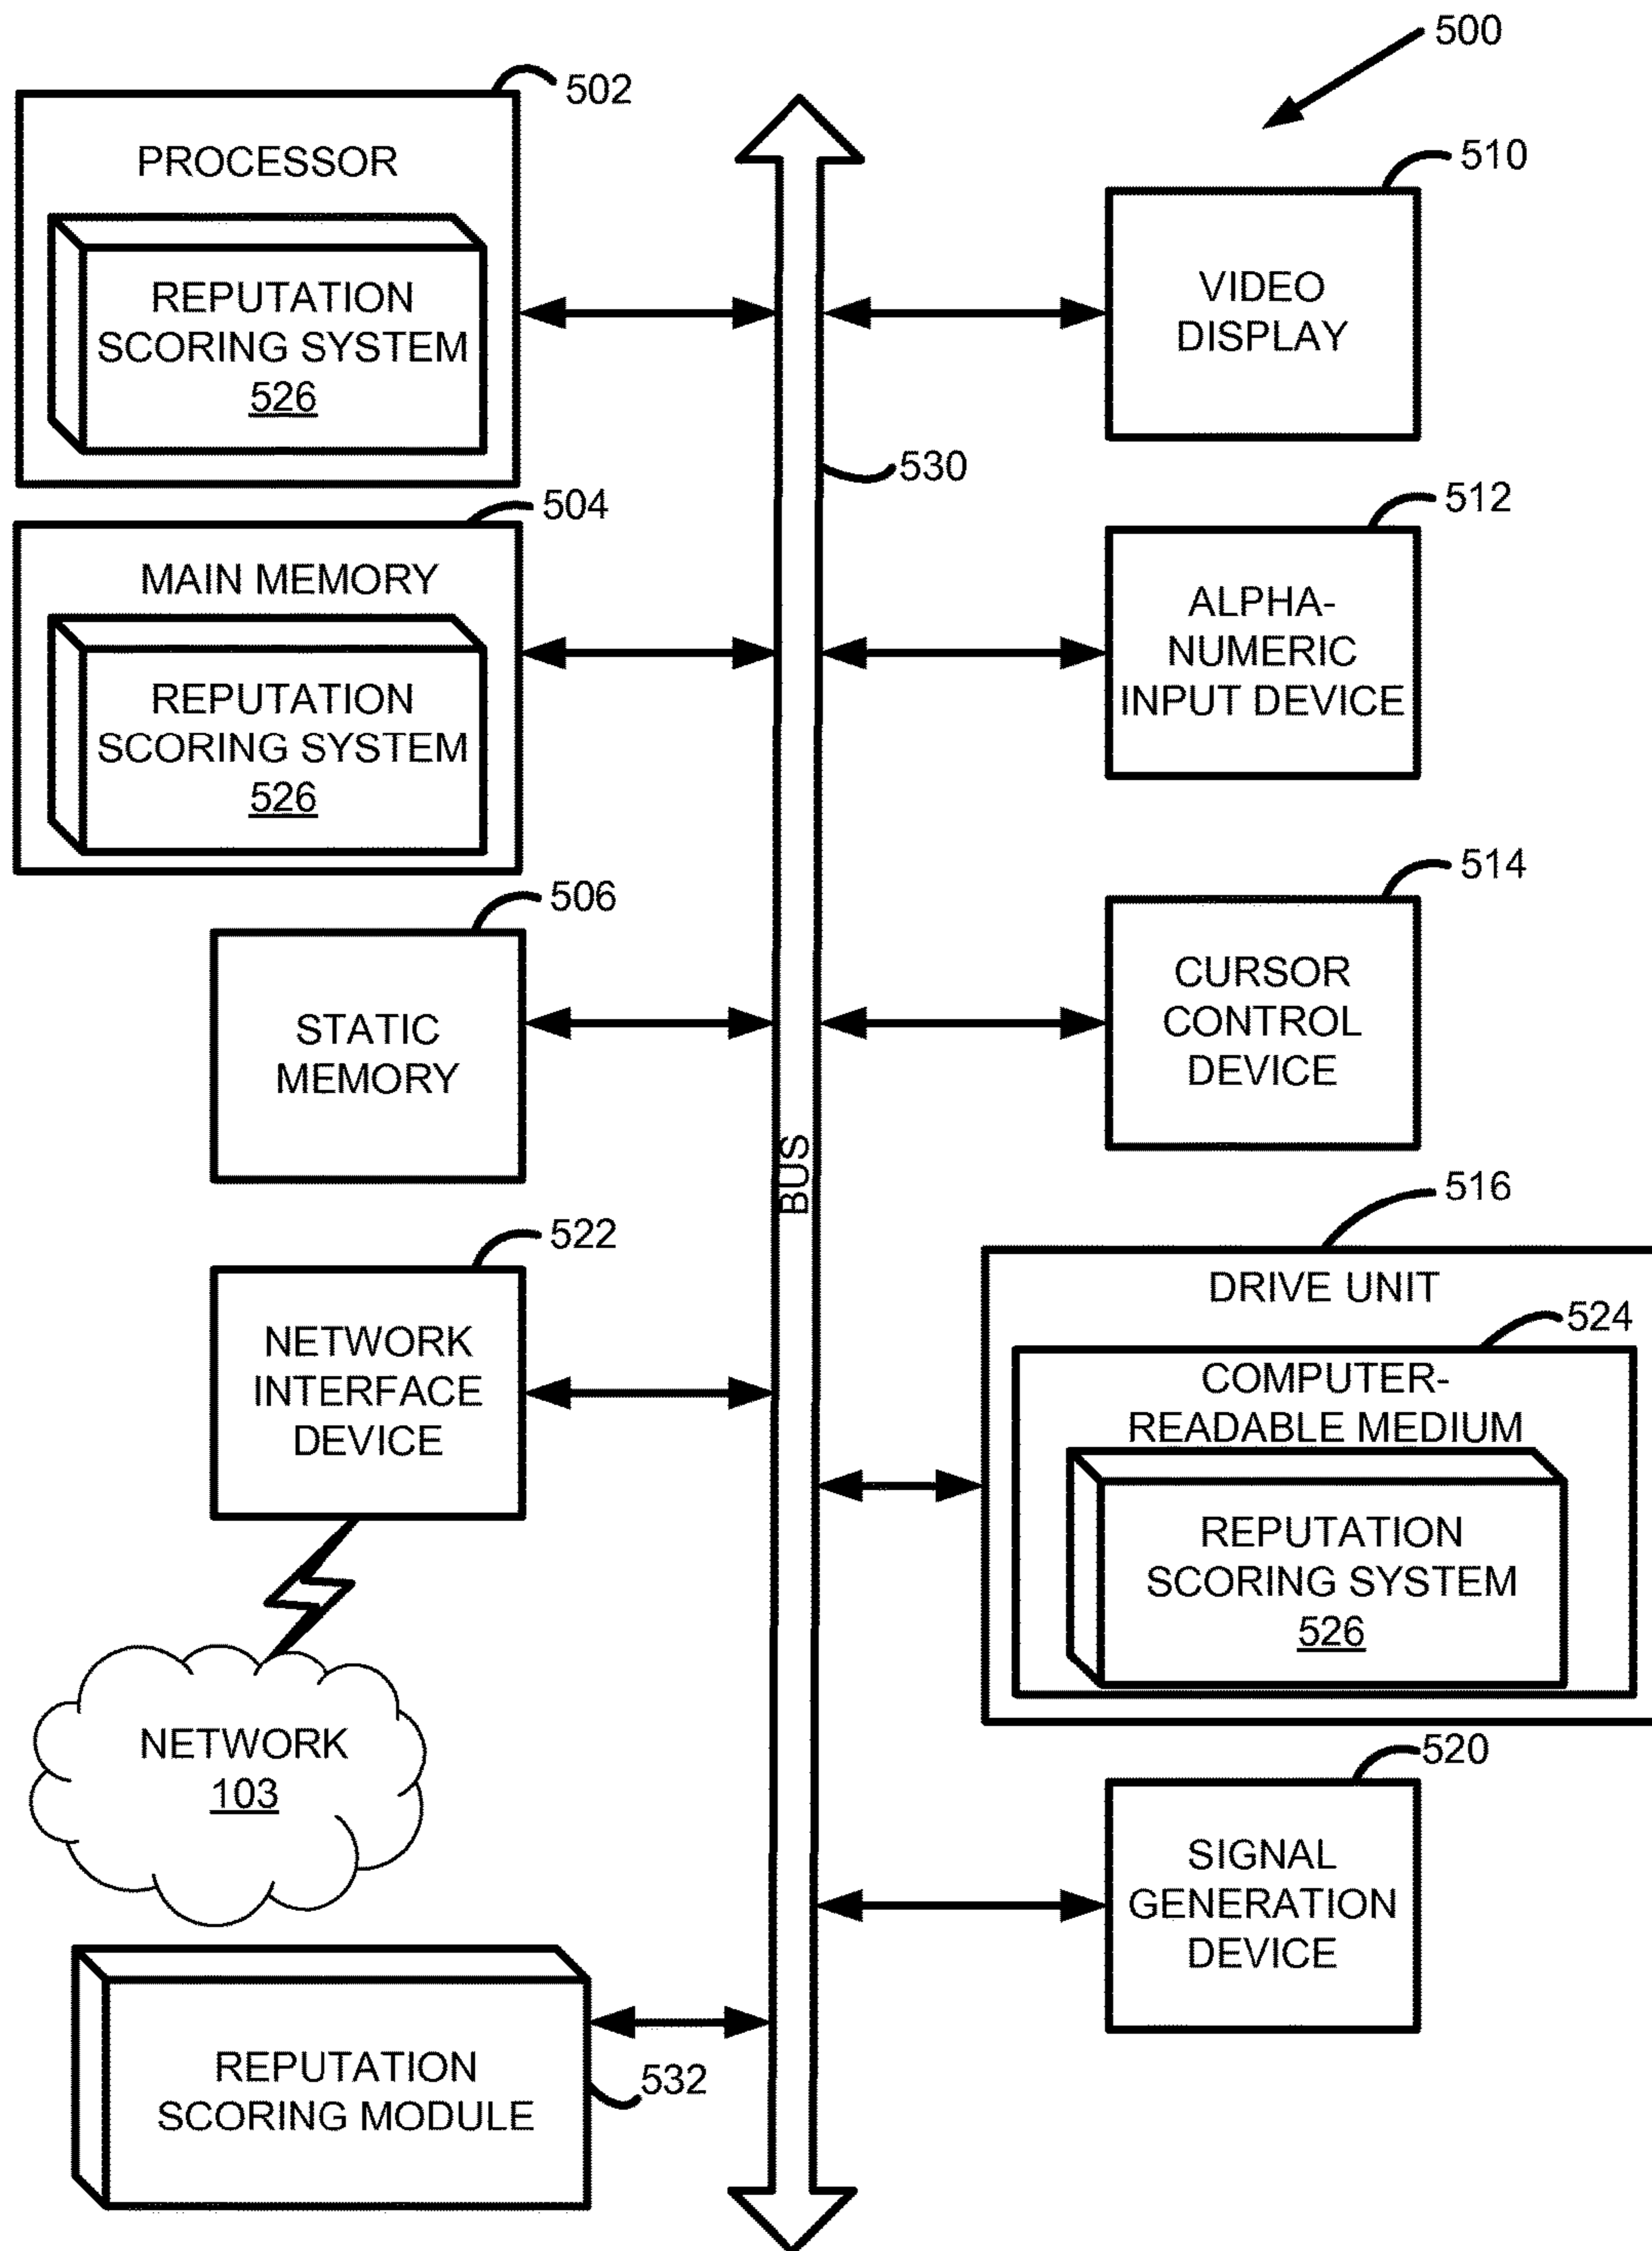 500
502
PROCESSOR
REPUTATION
SCORING SYSTEM
526
510
VIDEO
DISPLAY
530
504
MAIN MEMORY
REPUTATION
SCORING SYSTEM
526
512
ALPHA-
NUMERIC
INPUT DEVICE
506
STATIC
MEMORY
514
CURSOR
CONTROL
DEVICE
BUS
522
NETWORK
INTERFACE
DEVICE
516
DRIVE UNIT
524
COMPUTER-
READABLE MEDIUM
REPUTATION
SCORING SYSTEM
526
NETWORK
103
520
SIGNAL
GENERATION
DEVICE
REPUTATION
SCORING MODULE
532